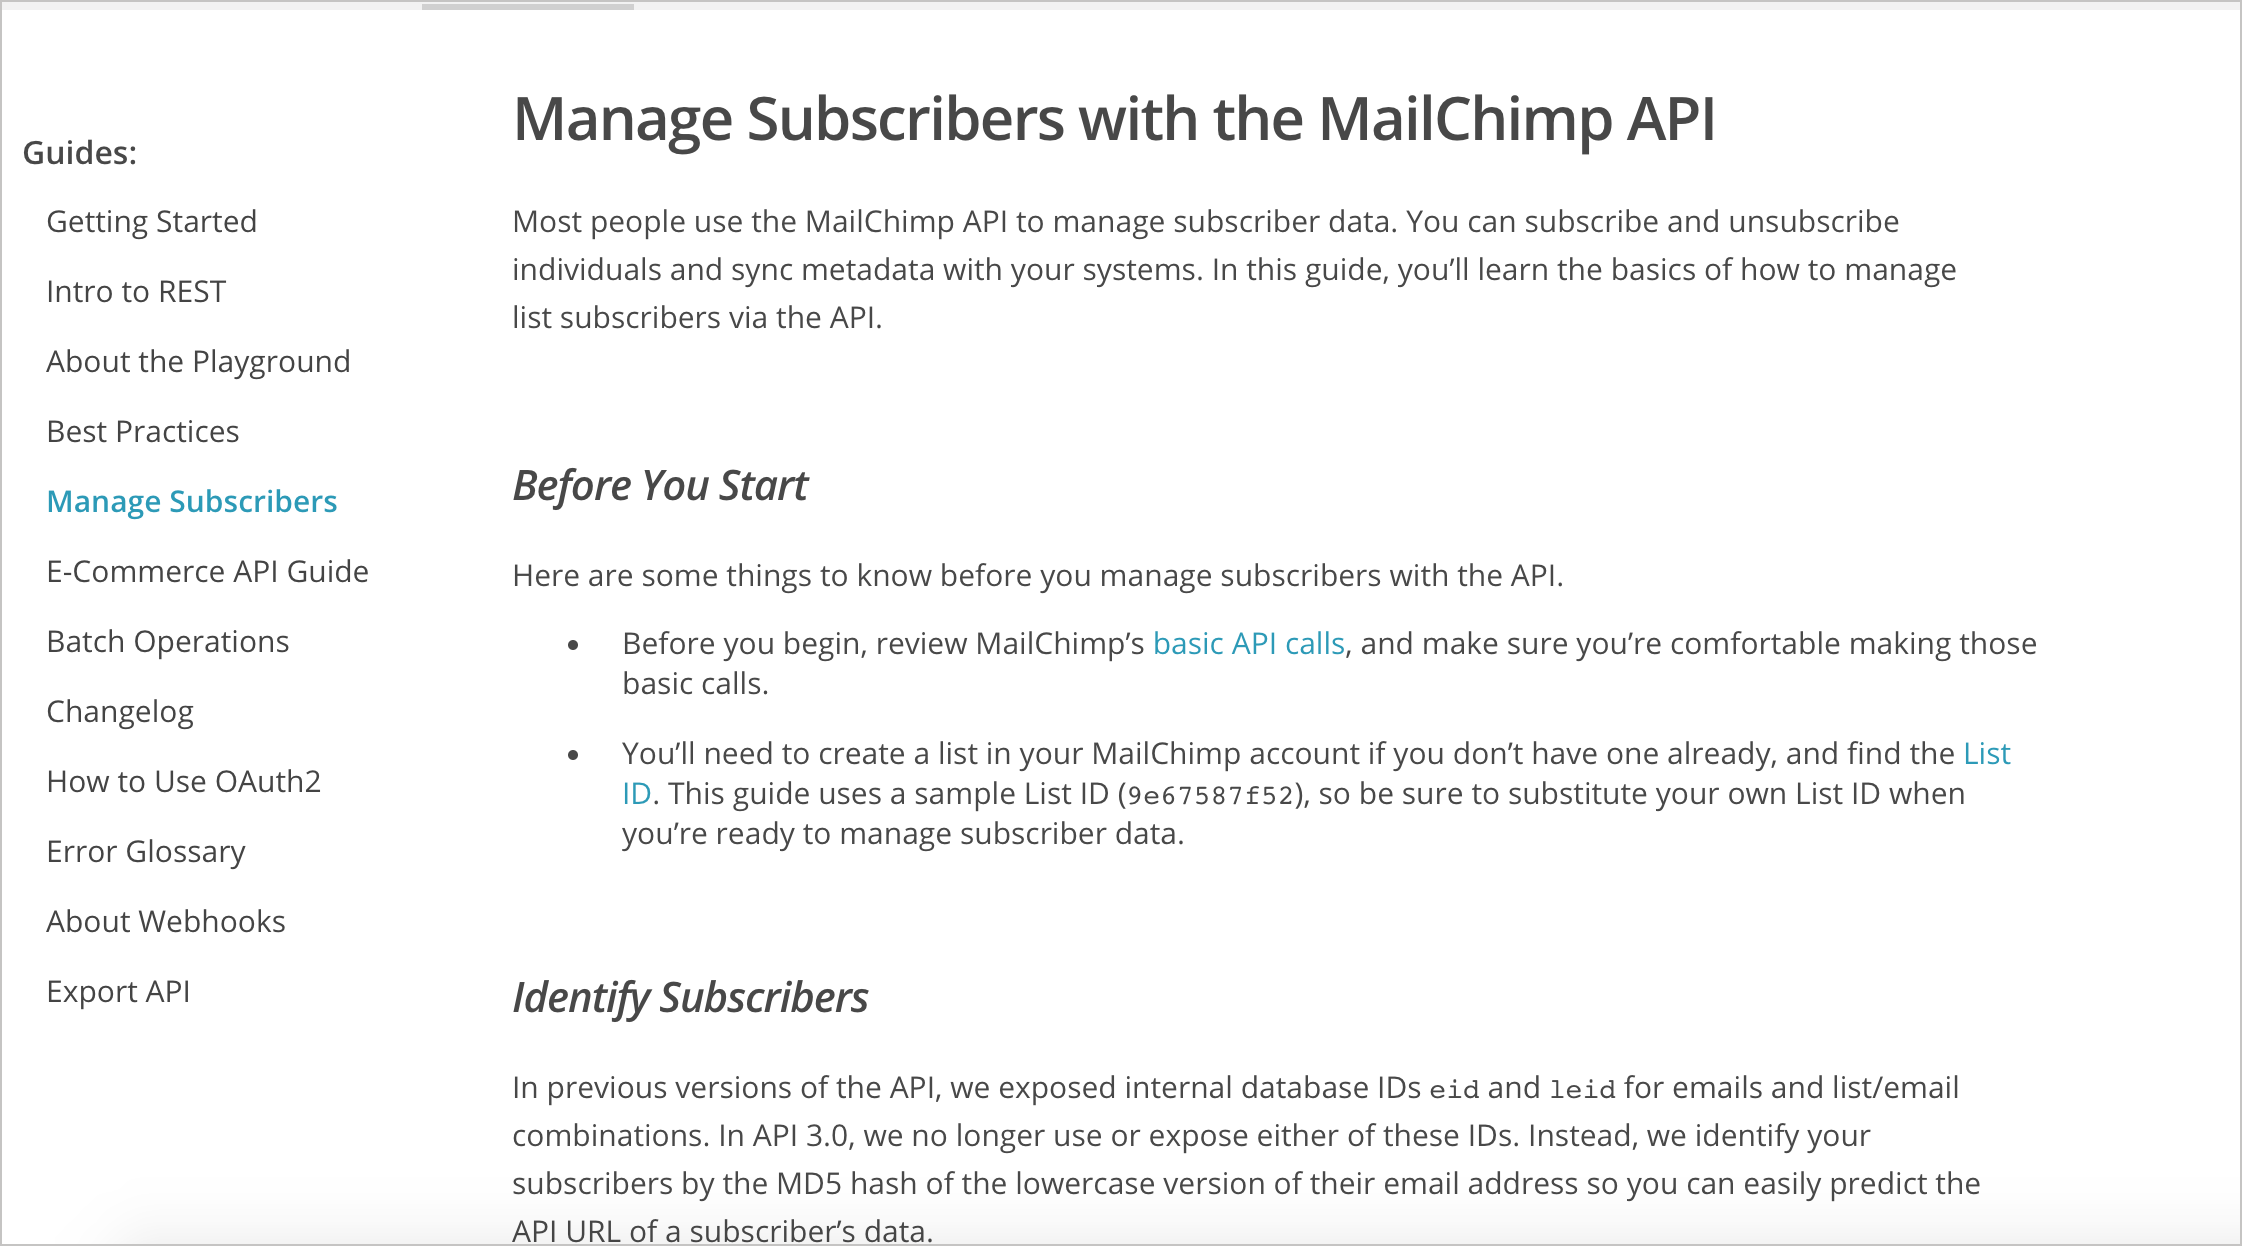 Guides:
Getting Started
Intro to REST
About the Playground
Best Practices
Manage Subscribers
E-Commerce API Guide
Batch Operations
Changelog
How to Use OAuth2
Error Glossary
About Webhooks
Export API
Manage Subscribers with the MailChimp API
Most people use the MailChimp API to manage subscriber data. You can subscribe and unsubscribe
individuals and sync metadata with your systems. In this guide, you’ll learn the basics of how to manage
list subscribers via the API.
Before You Start
Here are some things to know before you manage subscribers with the API.
• Before you begin, review MailChimp’s basic API calls, and make sure you’re comfortable making those
basic calls.
• You’ll need to create a list in your MailChimp account if you don’t have one already, and find the List
ID. This guide uses a sample List ID (9e67587f52), so be sure to substitute your own List ID when
you’re ready to manage subscriber data.
Identify Subscribers
In previous versions of the API, we exposed internal database IDs eid and leid for emails and list/email
combinations. In API 3.0, we no longer use or expose either of these IDs. Instead, we identify your
subscribers by the MD5 hash of the lowercase version of their email address so you can easily predict the
API URL of a subscriber’s data.